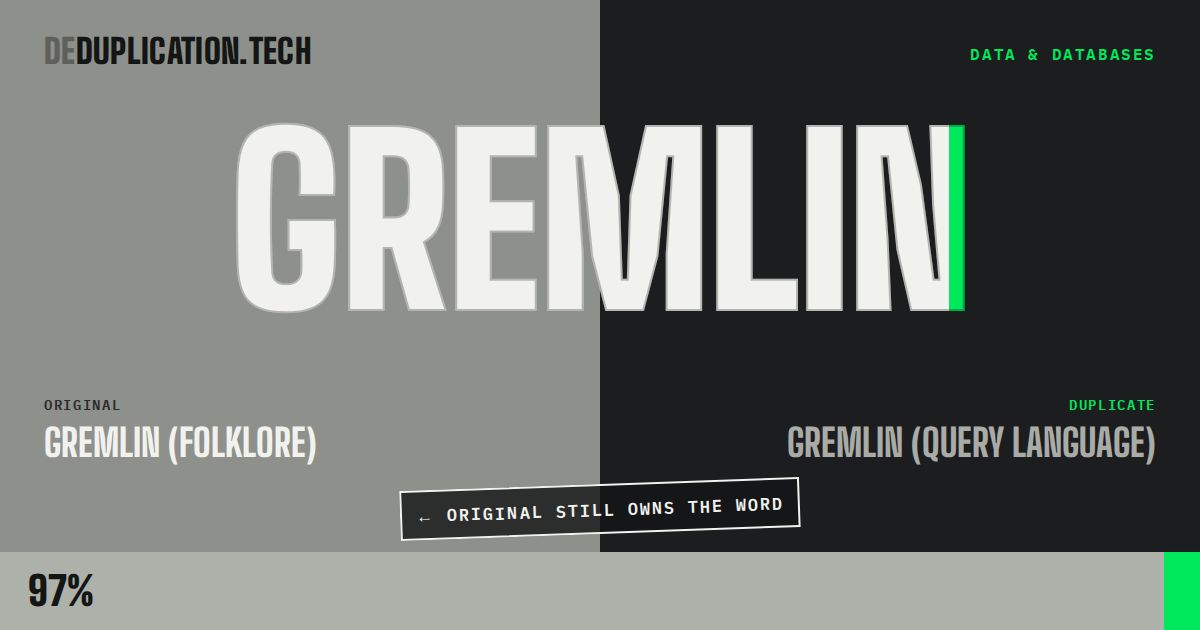 DEDUPLICATION.TECH
DATA & DATABASES
GREMLIN
ORIGINAL
GREMLIN (FOLKLORE)
DUPLICATE
GREMLIN (QUERY LANGUAGE)
← ORIGINAL STILL OWNS THE WORD
97%